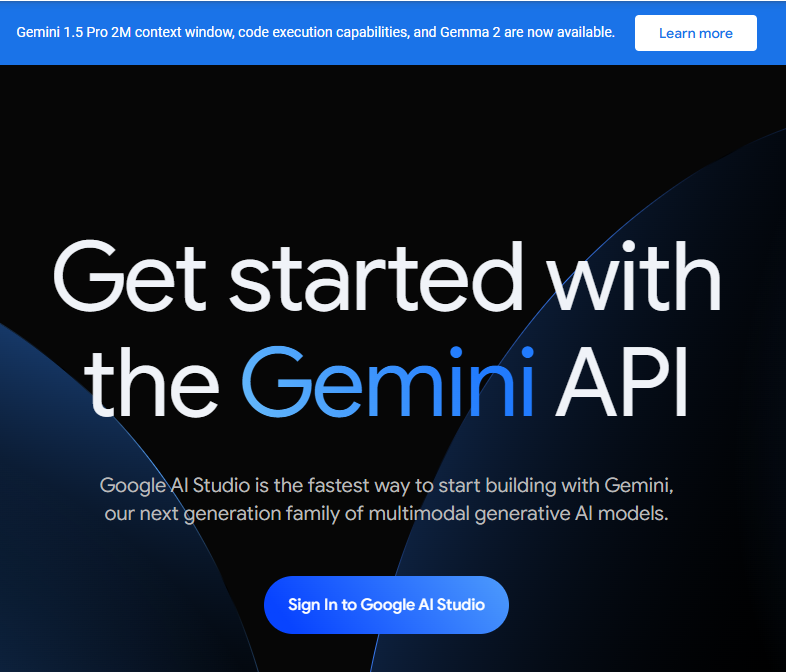 Gemini 1.5 Pro 2M context window, code execution capabilities, and Gemma 2 are now available.
Learn more
Get started with
the Gemini API
Google AI Studio is the fastest way to start building with Gemini,
our next generation family of multimodal generative AI models.
Sign In to Google AI Studio